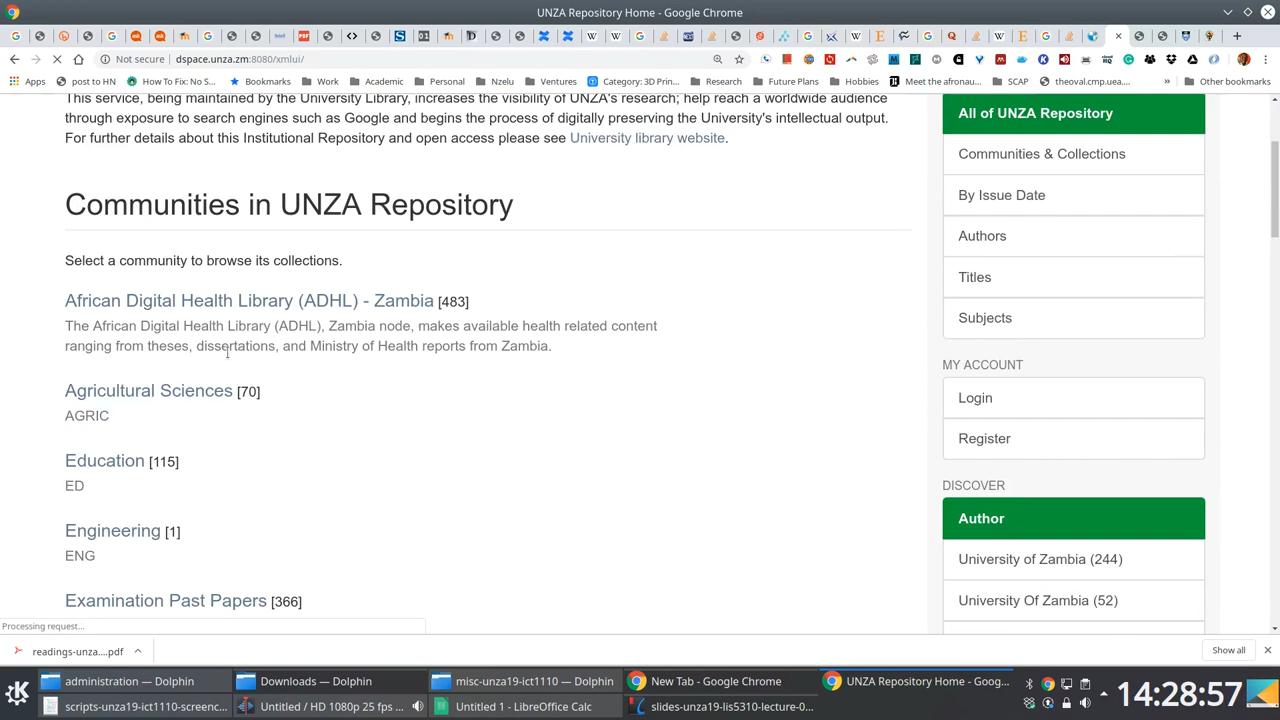 UNZA Repository Home - Google Chrome
Not secure | dspace.unza.zm:8080/xmlui/
Apps post to HN How To Fix: No S... Bookmarks Work Academic Personal Nzelu Ventures Category: 3D Prin... Research Future Plans Hobbies Meet the afronau... SCAP theoval.cmp.uea.... » Other bookmarks
This service, being maintained by the University Library, increases the visibility of UNZA's research; help reach a worldwide audience
through exposure to search engines such as Google and begins the process of digitally preserving the University's intellectual output.
For further details about this Institutional Repository and open access please see University library website.
Communities in UNZA Repository
Select a community to browse its collections.
African Digital Health Library (ADHL) - Zambia [483]
The African Digital Health Library (ADHL), Zambia node, makes available health related content
ranging from theses, dissertations, and Ministry of Health reports from Zambia.
Agricultural Sciences [70]
AGRIC
Education [115]
ED
Engineering [1]
ENG
Examination Past Papers [366]
All of UNZA Repository
Communities & Collections
By Issue Date
Authors
Titles
Subjects
MY ACCOUNT
Login
Register
DISCOVER
Author
University of Zambia (244)
University Of Zambia (52)
Processing request...
readings-unza....pdf
Show all
administration — Dolphin
Downloads — Dolphin
misc-unza19-ict1110 — Dolphin
New Tab - Google Chrome
UNZA Repository Home - Goog...
scripts-unza19-ict1110-screenc...
Untitled / HD 1080p 25 fps ...
Untitled 1 - LibreOffice Calc
slides-unza19-lis5310-lecture-0...
14:28:57